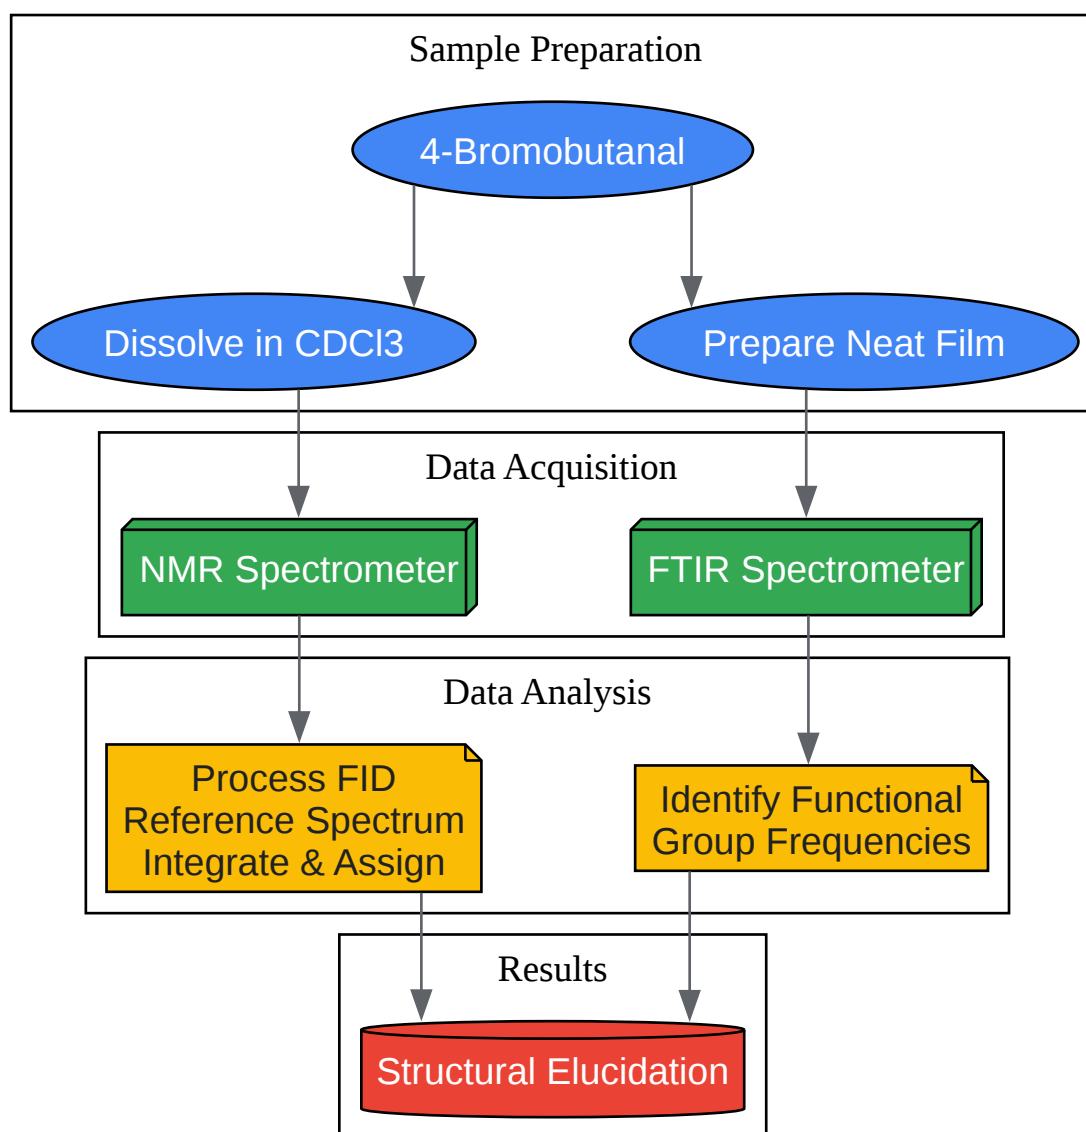 Sample Preparation
4-Bromobutanal
Dissolve in CDCl3
Prepare Neat Film
Data Acquisition
NMR Spectrometer
FTIR Spectrometer
Data Analysis
Process FID
Reference Spectrum
Integrate & Assign
Identify Functional
Group Frequencies
Results
Structural Elucidation